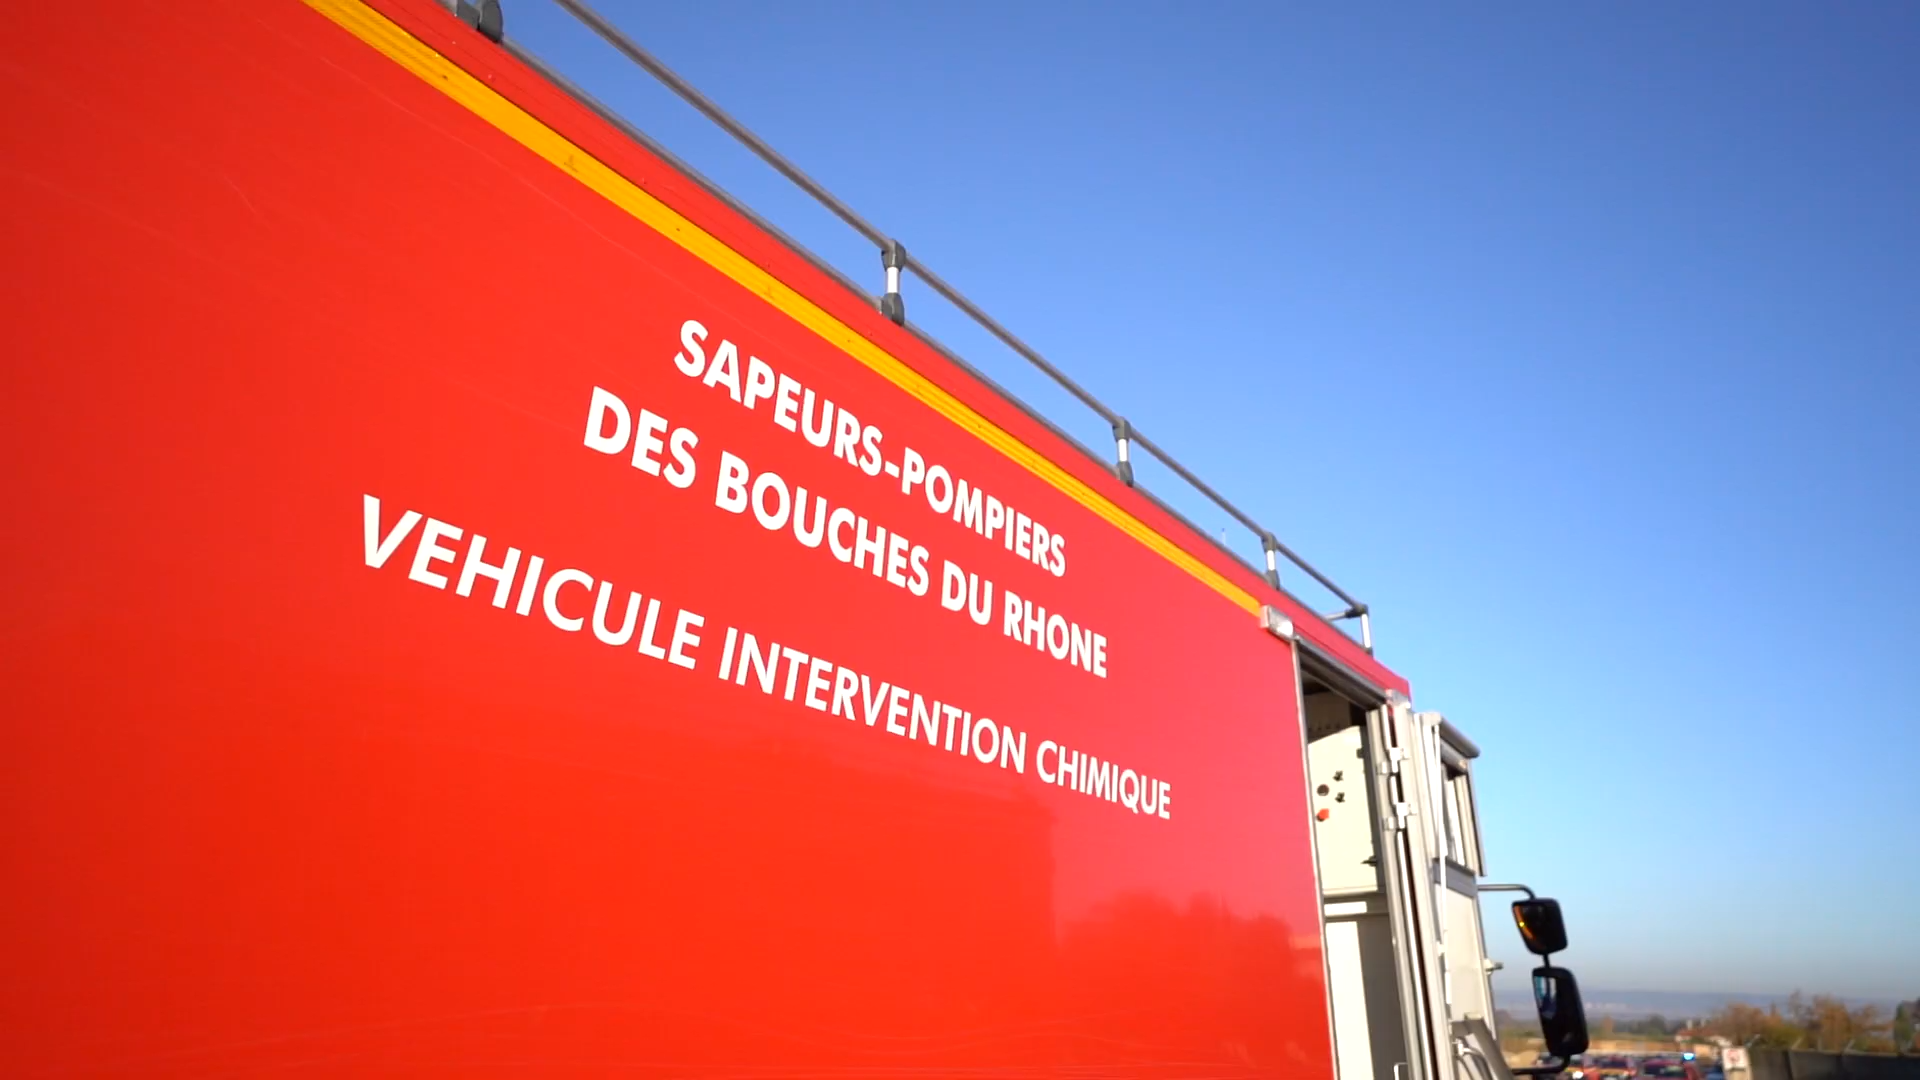 SAPEURS-POMPIERS
DES BOUCHES DU RHONE
VEHICULE INTERVENTION CHIMIQUE